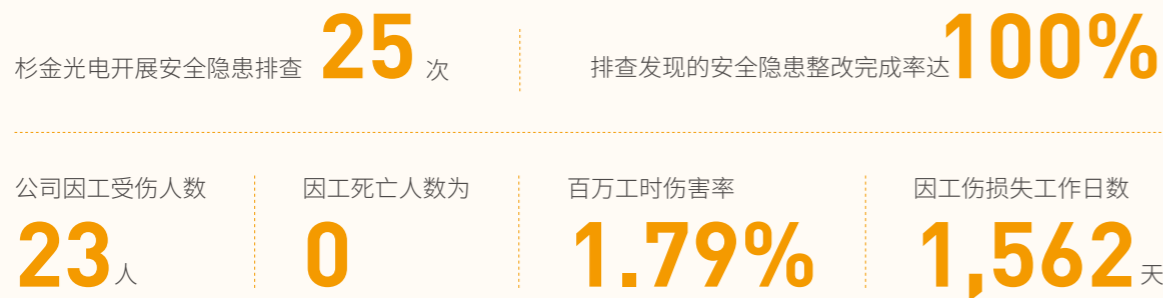 杉金光电开展安全隐患排查 25 次
排查发现的安全隐患整改完成率达100%
公司因工受伤人数
23人
因工死亡人数为
0
百万工时伤害率
1.79%
因工伤损失工作日数
1,562天